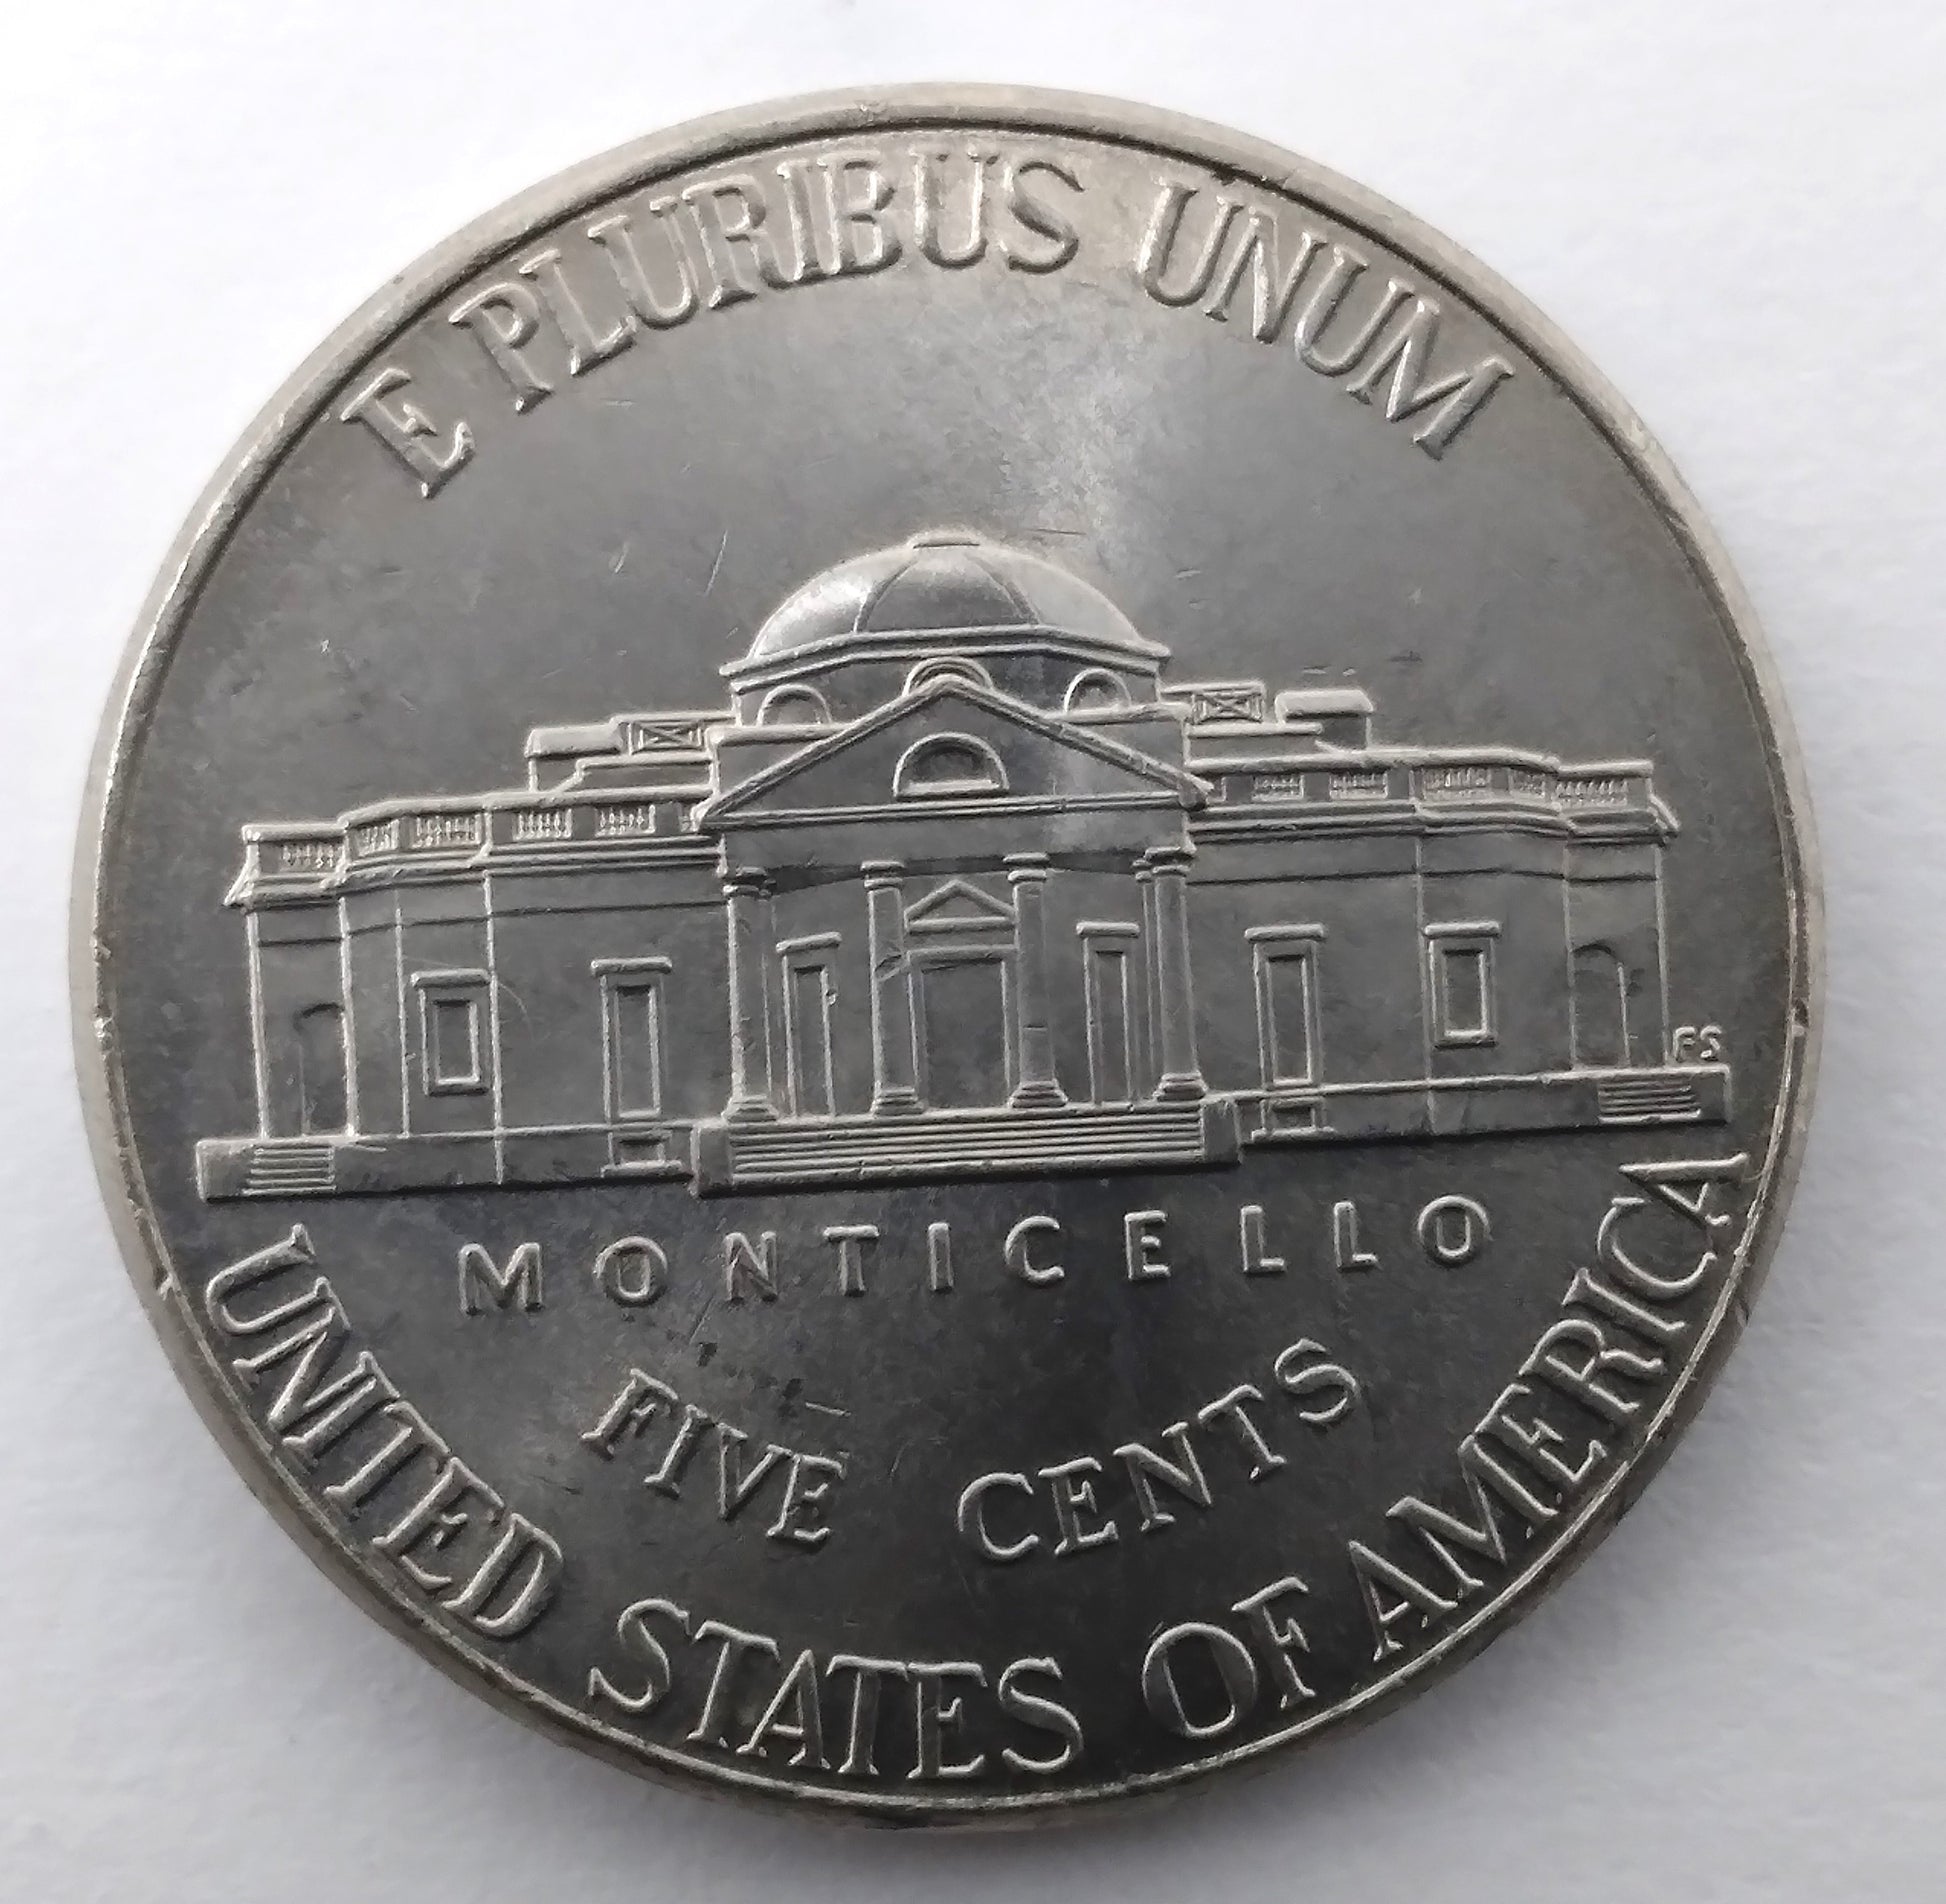 E PLURIBUS UNUM
FS
MONTICELLO
FIVE CENTS
UNITED STATES OF AMERICA